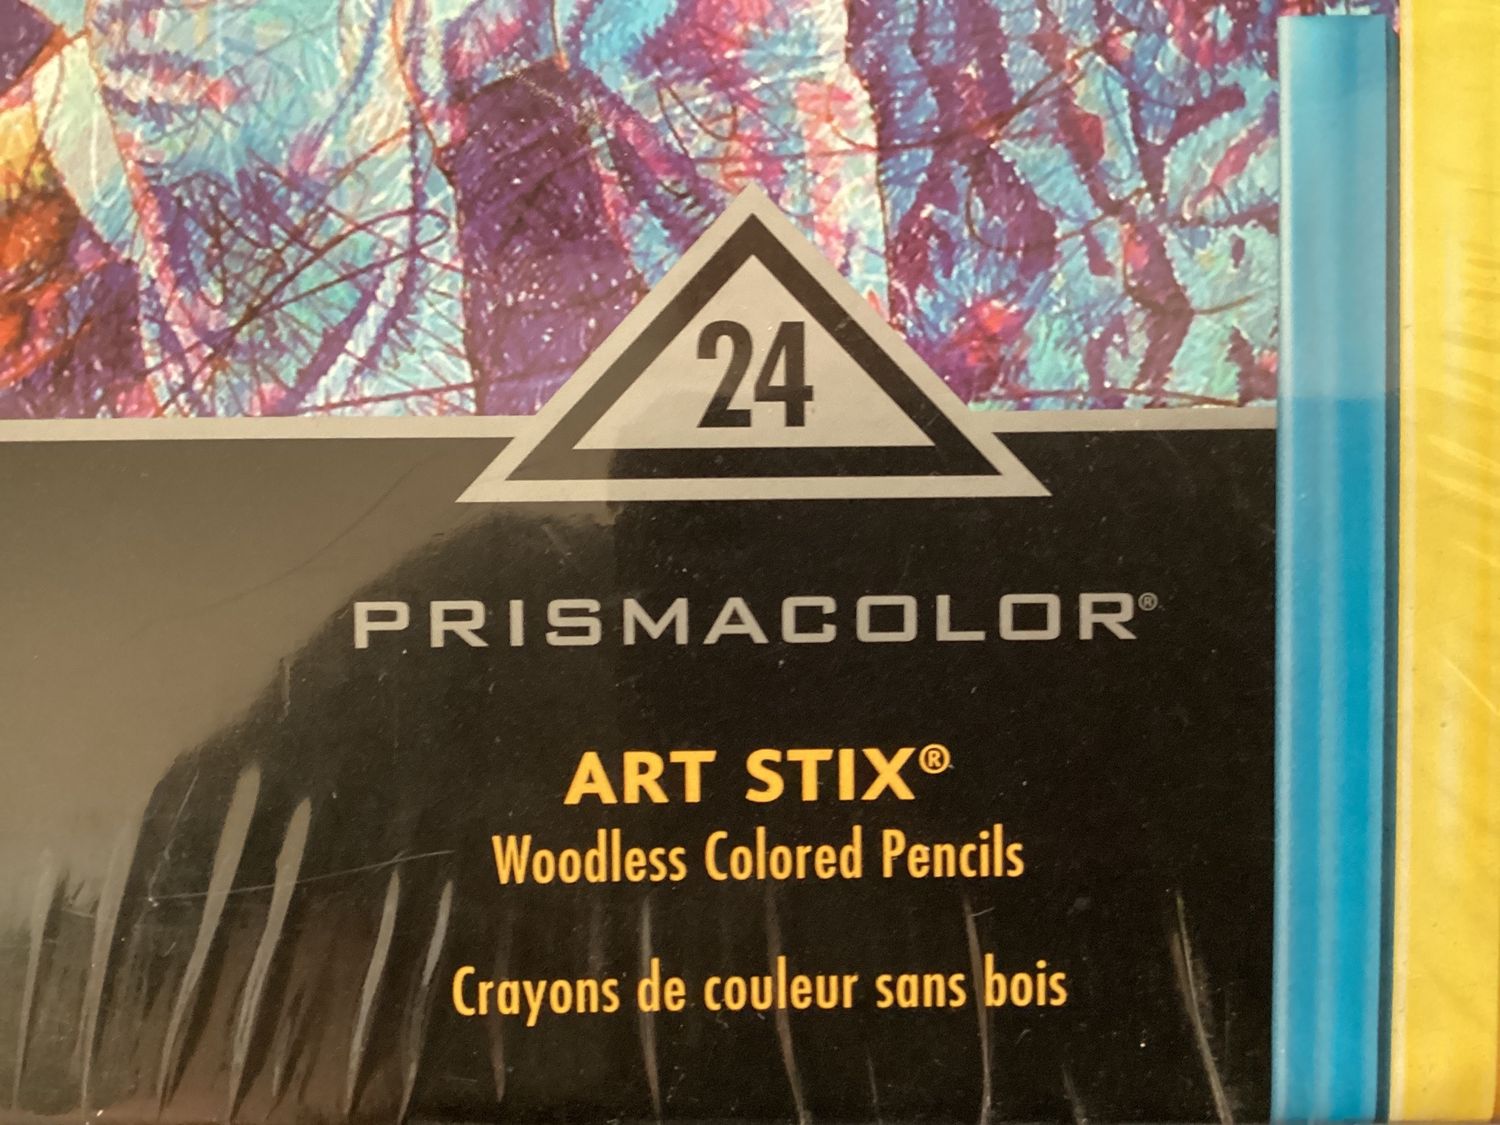 24
PRISMACOLOR®
ART STIX®
Woodless Colored Pencils
Crayons de couleur sans bois